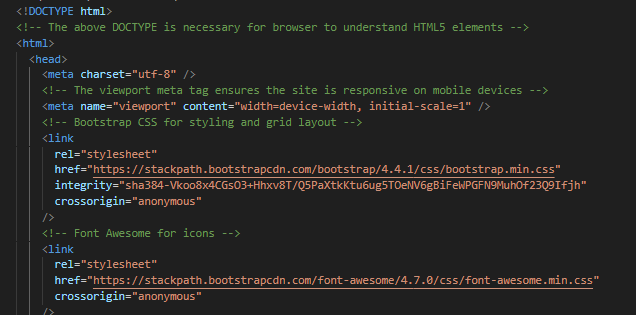 <!DOCTYPE html>
<!-- The above DOCTYPE is necessary for browser to understand HTML5 elements -->
<html>
<head>
<meta charset="utf-8" />
<!-- The viewport meta tag ensures the site is responsive on mobile devices -->
<meta name="viewport" content="width=device-width, initial-scale=1" />
<!-- Bootstrap CSS for styling and grid layout -->
<link
rel="stylesheet"
href="https://stackpath.bootstrapcdn.com/bootstrap/4.4.1/css/bootstrap.min.css"
integrity="sha384-Vkoo8x4CGsO3+Hhxv8T/Q5PaXtkKtu6ug5TOeNV6gBiFeWPGFN9MuhOf23Q9Ifjh"
crossorigin="anonymous"
/>
<!-- Font Awesome for icons -->
<link
rel="stylesheet"
href="https://stackpath.bootstrapcdn.com/font-awesome/4.7.0/css/font-awesome.min.css"
crossorigin="anonymous"
/>